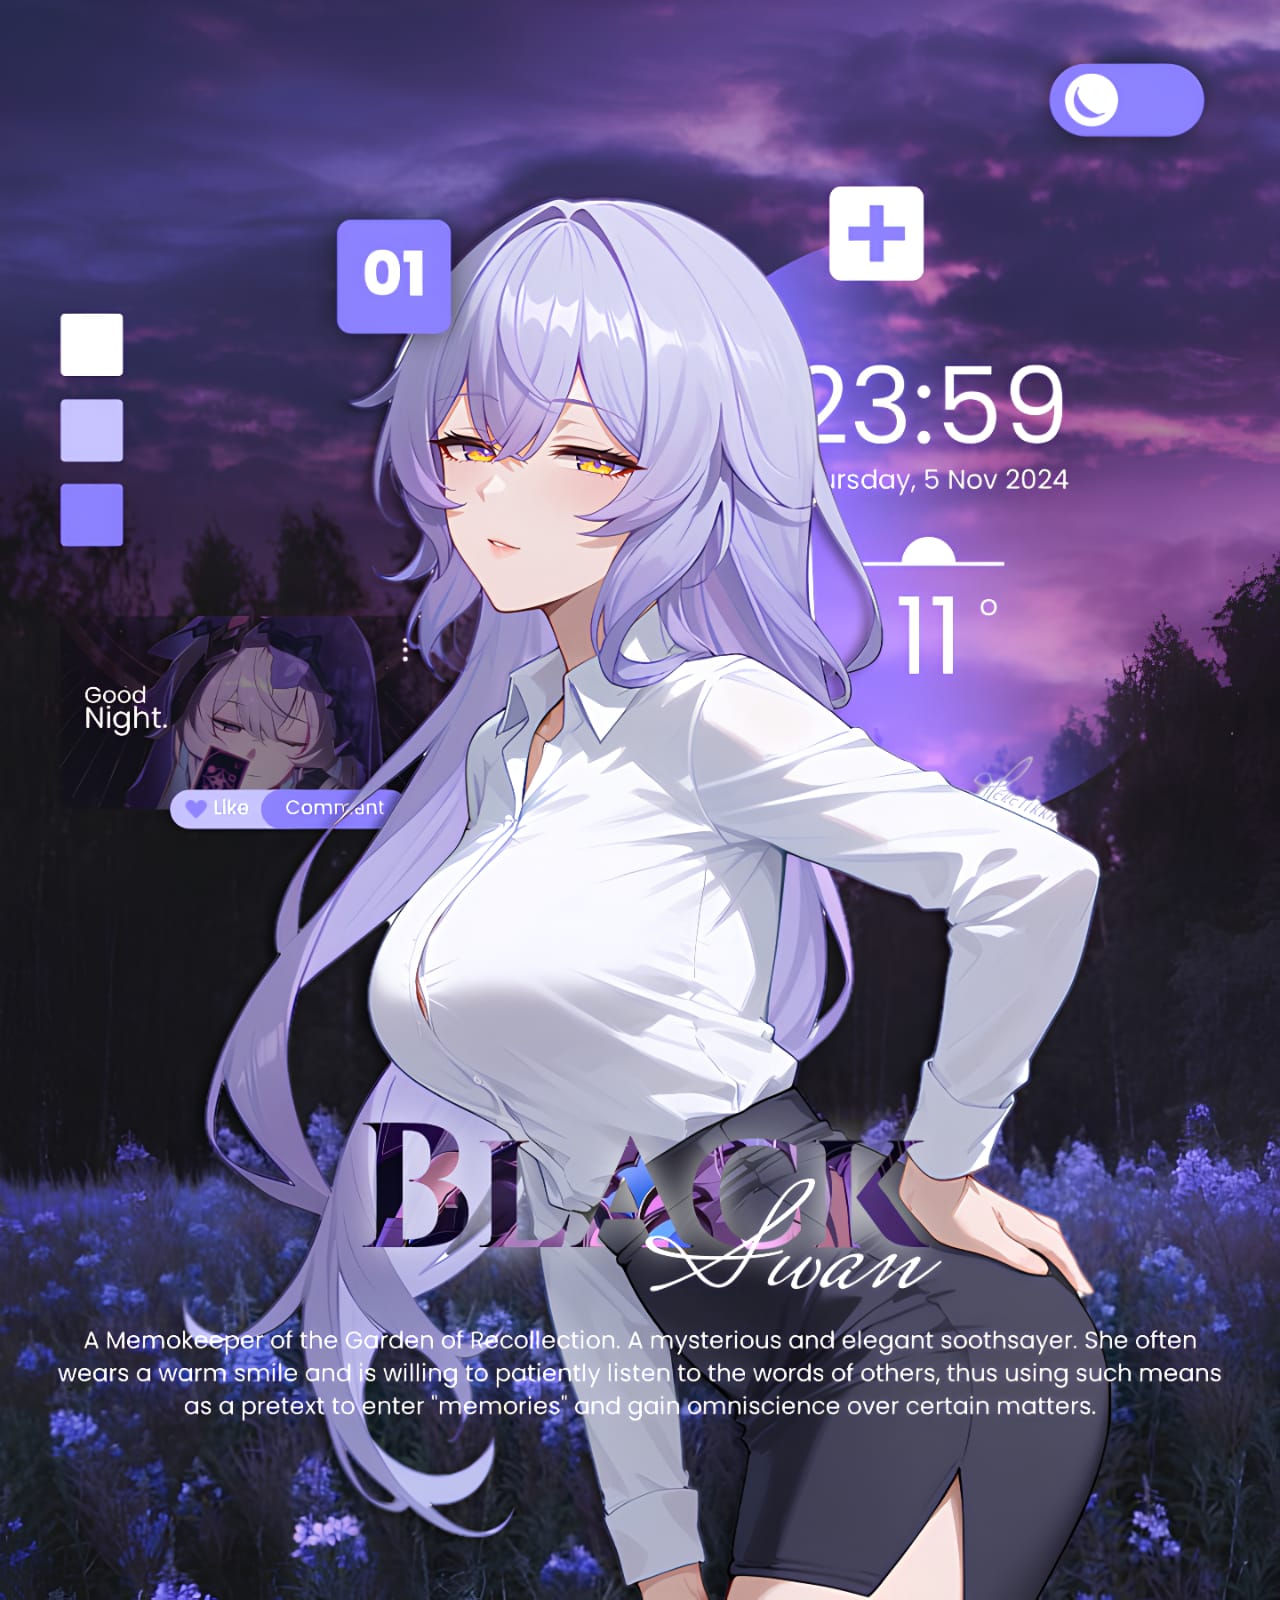 01
23:59
ursday, 5 Nov 2024
11°
Good
Night.
Like
Comment
BLACK
Swan
A Memokeeper of the Garden of Recollection. A mysterious and elegant soothsayer. She often
wears a warm smile and is willing to patiently listen to the words of others, thus using such means
as a pretext to enter "memories" and gain omniscience over certain matters.